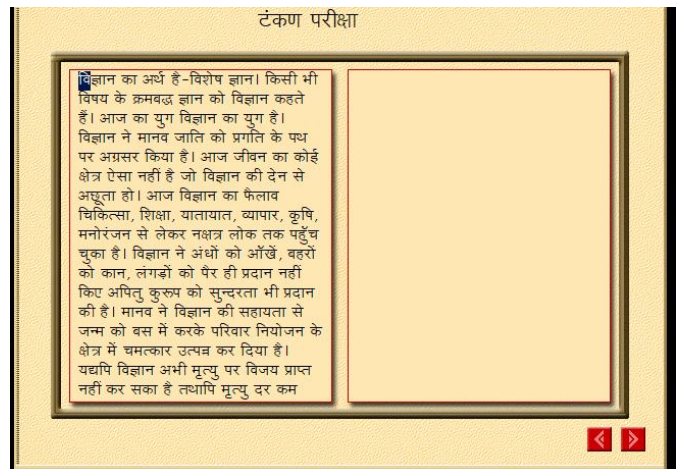 टंकण परीक्षा
विज्ञान का अर्थ है-विशेष ज्ञान। किसी भी
विषय के क्रमबद्ध ज्ञान को विज्ञान कहते
हैं। आज का युग विज्ञान का युग है।
विज्ञान ने मानव जाति को प्रगति के पथ
पर अग्रसर किया है। आज जीवन का कोई
क्षेत्र ऐसा नहीं है जो विज्ञान की देन से
अछूता हो। आज विज्ञान का फैलाव
चिकित्सा, शिक्षा, यातायात, व्यापार, कृषि,
मनोरंजन से लेकर नक्षत्र लोक तक पहुँच
चुका है। विज्ञान ने अंधों को आँखें, बहरों
को कान, लंगड़ों को पैर ही प्रदान नहीं
किए अपितु कुरूप को सुन्दरता भी प्रदान
की है। मानव ने विज्ञान की सहायता से
जन्म को बस में करके परिवार नियोजन के
क्षेत्र में चमत्कार उत्पन्न कर दिया है।
यद्यपि विज्ञान अभी मृत्यु पर विजय प्राप्त
नहीं कर सका है तथापि मृत्यु दर कम